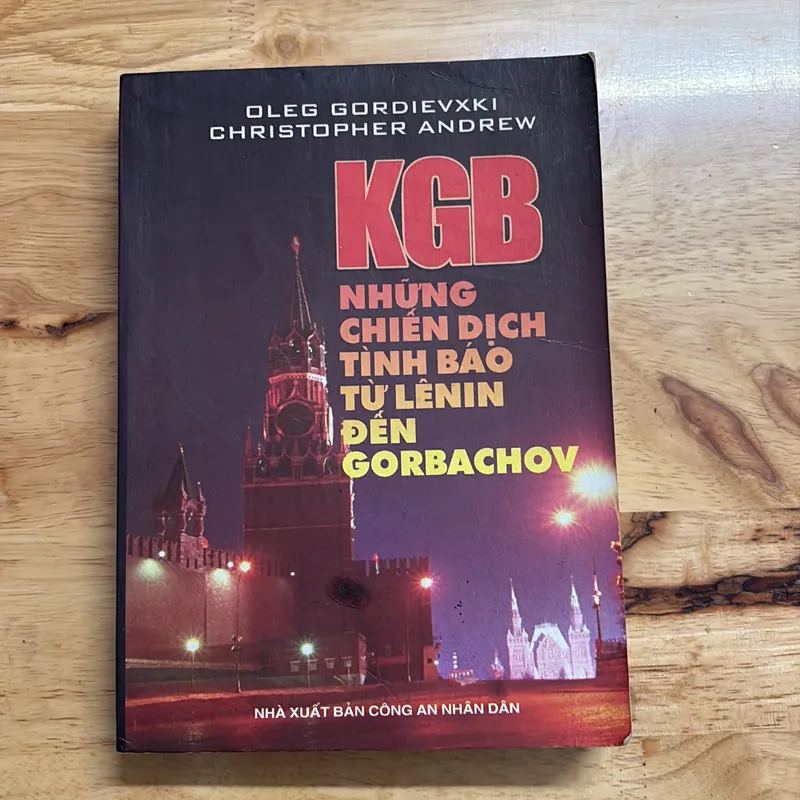 OLEG GORDIEVXKI
CHRISTOPHER ANDREW
KGB
NHỮNG
CHIẾN DỊCH
TÌNH BÁO
TỪ LÊNIN
ĐẾN
GORBACHOV
NHÀ XUẤT BẢN CÔNG AN NHÂN DÂN